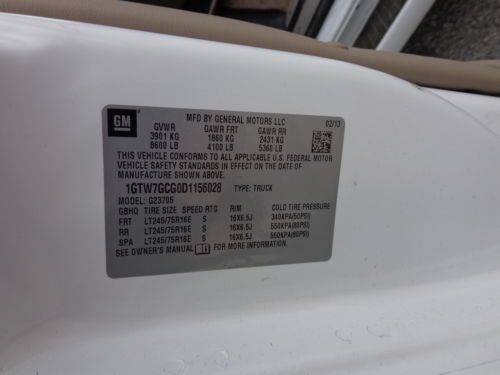 GM
MFD BY GENERAL MOTORS LLC 02/13
GVWR GAWR FRT GAWR RR
3901 KG 1860 KG 2431 KG
8600 LB 4100 LB 5360 LB
THIS VEHICLE CONFORMS TO ALL APPLICABLE U.S. FEDERAL MOTOR
VEHICLE SAFETY STANDARDS IN EFFECT ON THE DATE OF
MANUFACTURE SHOWN ABOVE.
1GTW7GCG0D1156028 TYPE: TRUCK
MODEL: G23705
GBHQ TIRE SIZE SPEED RTG RIM COLD TIRE PRESSURE
FRT LT245/75R16E S 16X6.5J 340KPA(50PSI)
RR LT245/75R16E S 16X6.5J 550KPA(80PSI)
SPA LT245/75R16E S 16X6.5J 550KPA(80PSI)
SEE OWNER'S MANUAL FOR MORE INFORMATION.